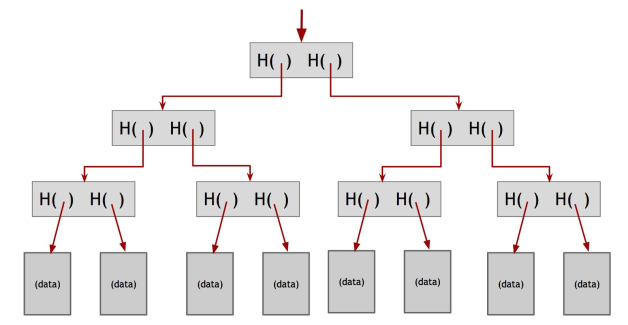 H( ) H( )
H( ) H( ) H( ) H( )
H( ) H( ) H( ) H( ) H( ) H( ) H( ) H( )
(data) (data) (data) (data) (data) (data) (data) (data)